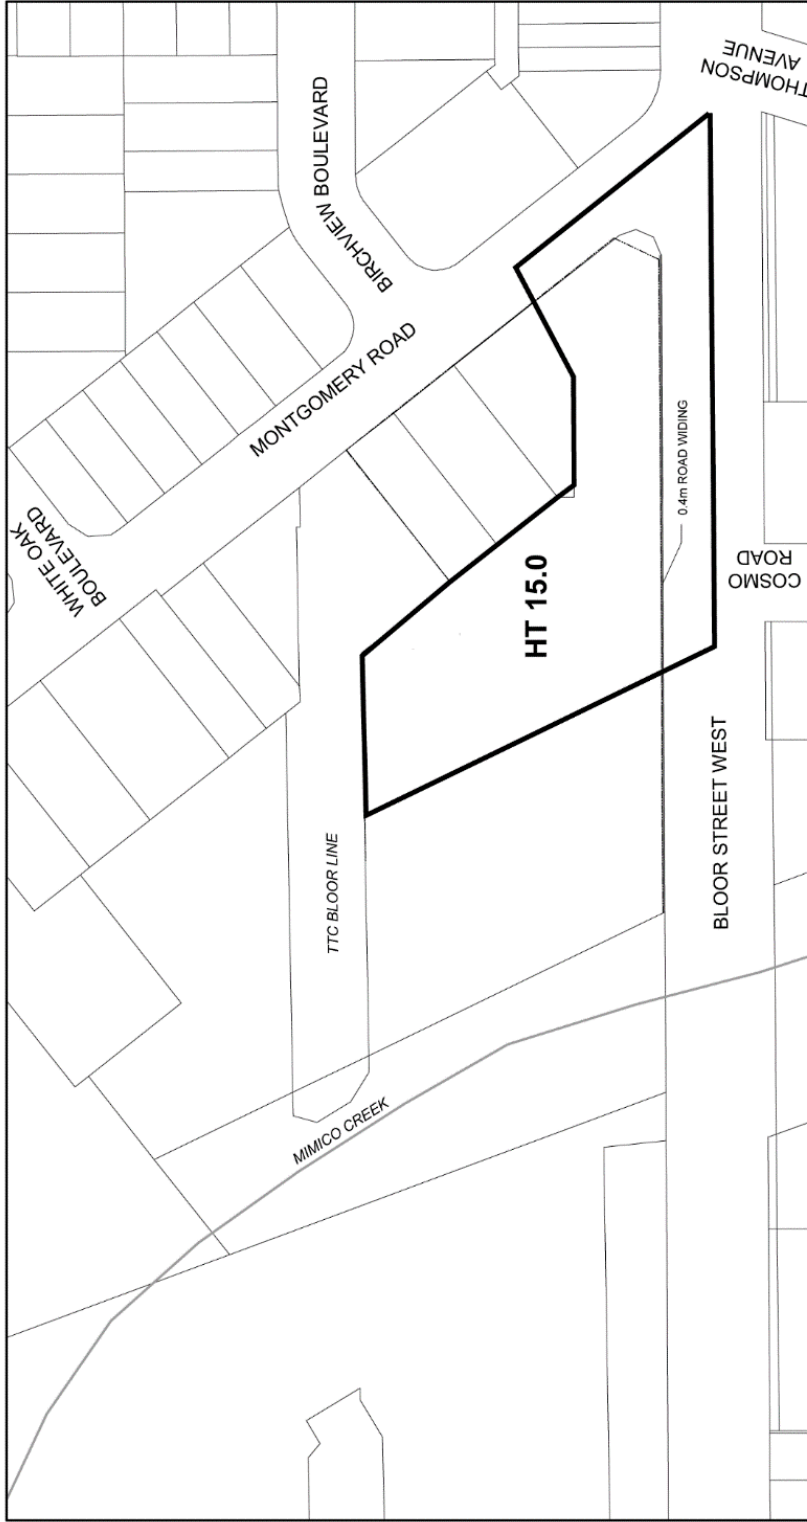 THOMPSON
AVENUE
BIRCHVIEW BOULEVARD
MONTGOMERY ROAD
WHITE OAK
BOULEVARD
0.4m ROAD WIDING
HT 15.0
COSMO
ROAD
BLOOR STREET WEST
TTC BLOOR LINE
MIMICO CREEK